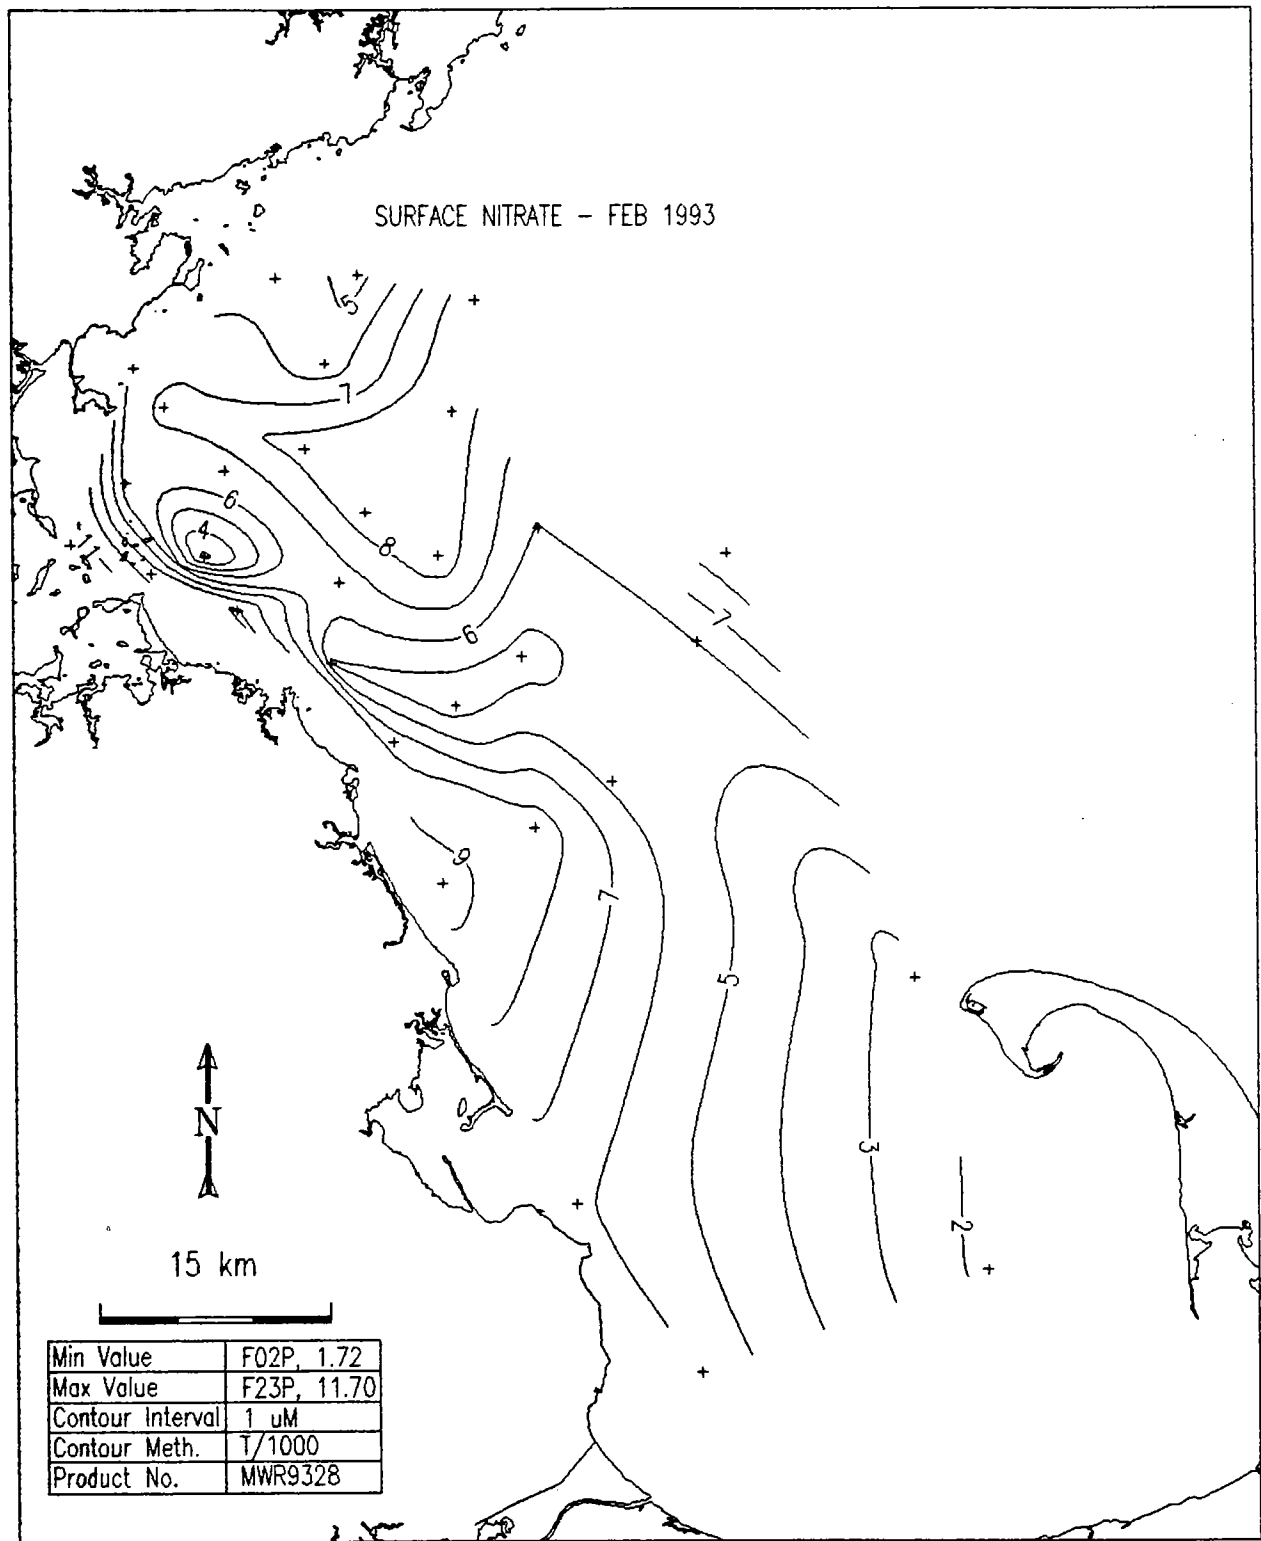 SURFACE NITRATE - FEB 1993
5
7
6
4
8
11
6
7
9
7
5
3
2
N
15 km
Min Value F02P, 1.72
Max Value F23P, 11.70
Contour Interval 1 uM
Contour Meth. T/1000
Product No. MWR9328